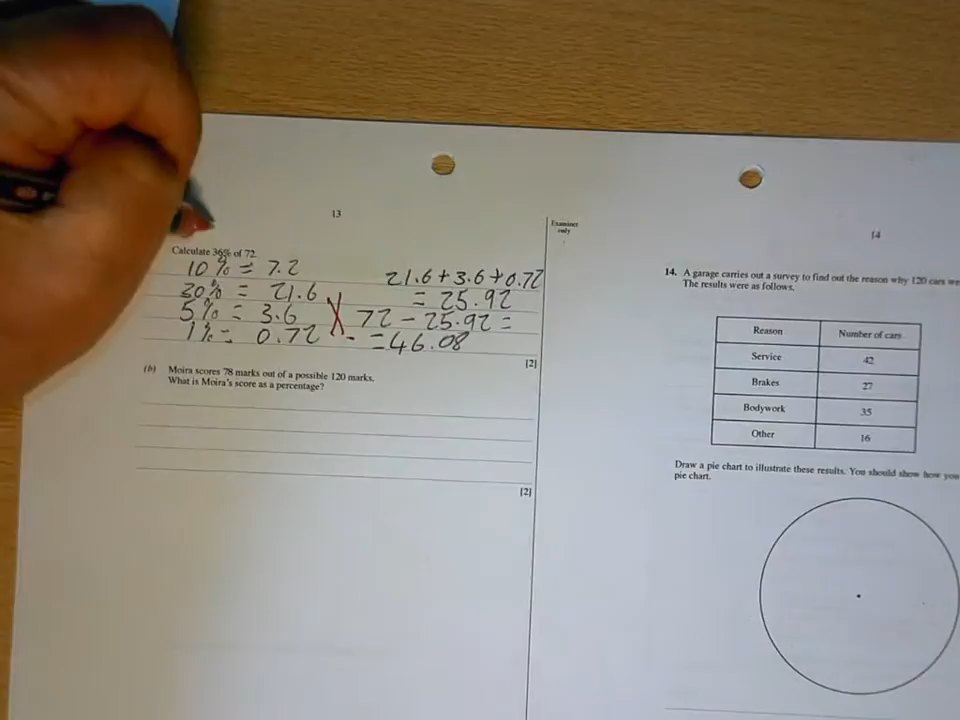 13
Calculate 36% of 72.
10% = 7.2
30% = 21.6
5% = 3.6
1% = 0.72
21.6 + 3.6 + 0.72
= 25.92
72 - 25.92 =
- = 46.08
[2]
(b) Moira scores 78 marks out of a possible 120 marks.
What is Moira's score as a percentage?
[2]
Examiner
only
14
14. A garage carries out a survey to find out the reason why 120 cars
The results were as follows.
Reason Number of cars
Service 42
Brakes 27
Bodywork 35
Other 16
Draw a pie chart to illustrate these results. You should show how you
pie chart.